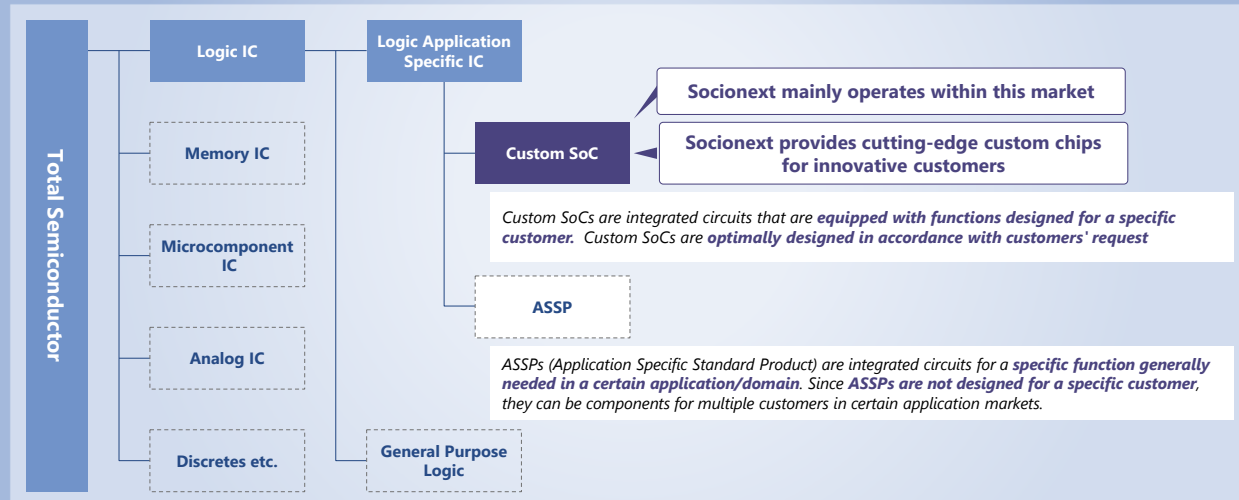 Total Semiconductor
Logic IC
Memory IC
Microcomponent
IC
Analog IC
Discretes etc.
Logic Application
Specific IC
General Purpose
Logic
Custom SoC
Socionext mainly operates within this market
Socionext provides cutting-edge custom chips
for innovative customers
Custom SoCs are integrated circuits that are equipped with functions designed for a specific
customer. Custom SoCs are optimally designed in accordance with customers' request
ASSP
ASSPs (Application Specific Standard Product) are integrated circuits for a specific function generally
needed in a certain application/domain. Since ASSPs are not designed for a specific customer,
they can be components for multiple customers in certain application markets.